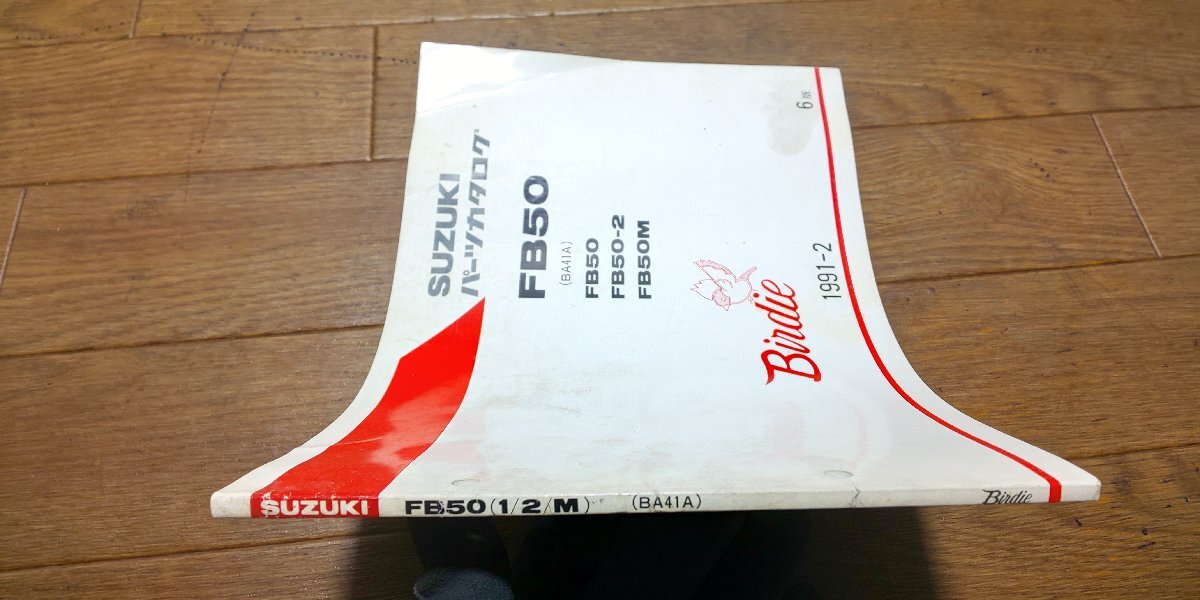 SUZUKI
パーツカタログ
FB50
(BA41A)
FB50
FB50-2
FB50M
Birdie
1991-2
6版
SUZUKI FB50(1/2/M) (BA41A) Birdie